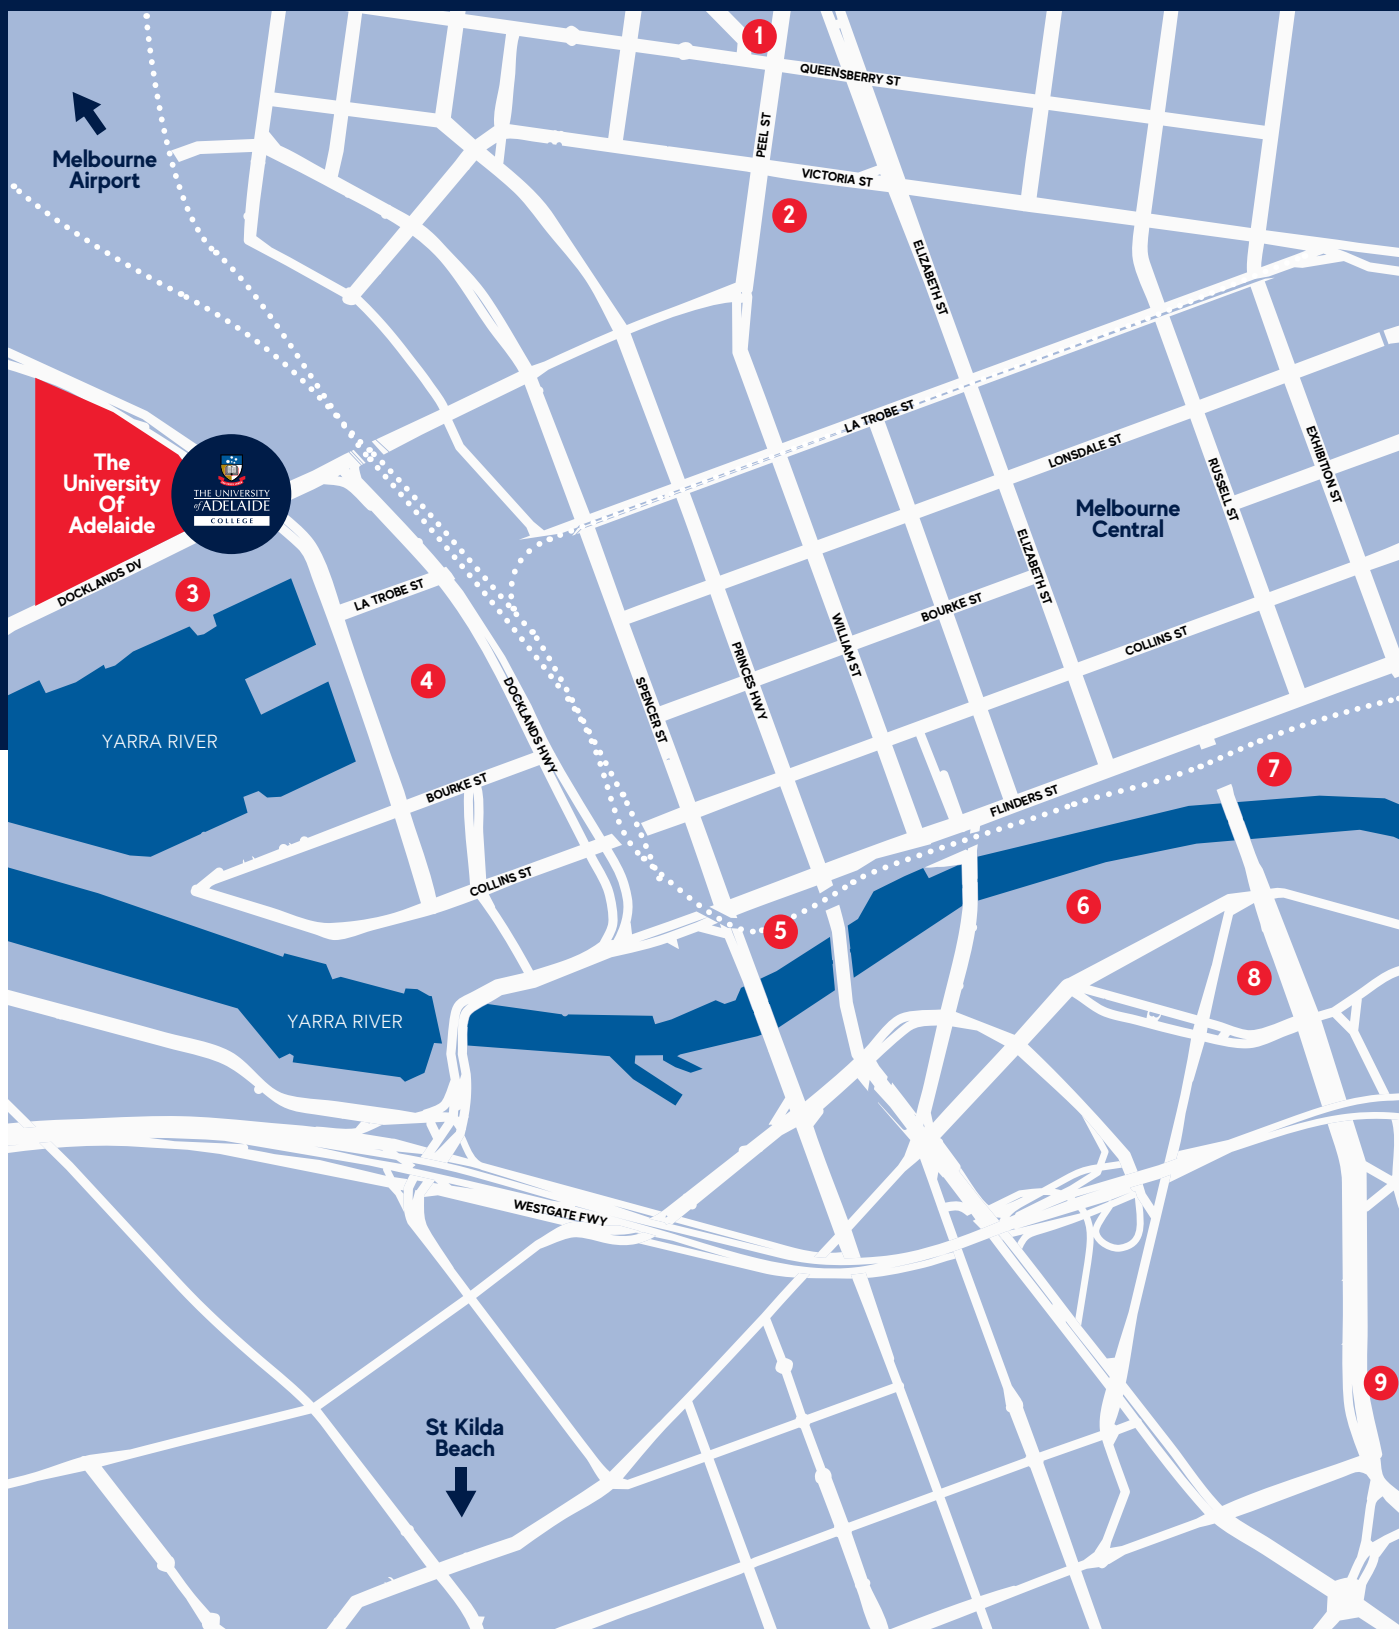 1
QUEENSBERRY ST
PEEL ST
Melbourne
Airport
VICTORIA ST
2
ELIZABETH ST
LA TROBE ST
LONSDALE ST
EXHIBITION ST
RUSSELL ST
The
University
Of
Adelaide
THE UNIVERSITY
of ADELAIDE
COLLEGE
Melbourne
Central
DOCKLANDS DV
3
LA TROBE ST
ELIZABETH ST
BOURKE ST
WILLIAM ST
COLLINS ST
PRINCES HWY
4
SPENCER ST
DOCKLANDS HWY
YARRA RIVER
BOURKE ST
FLINDERS ST
7
COLLINS ST
6
5
8
YARRA RIVER
WESTGATE FWY
9
St Kilda
Beach